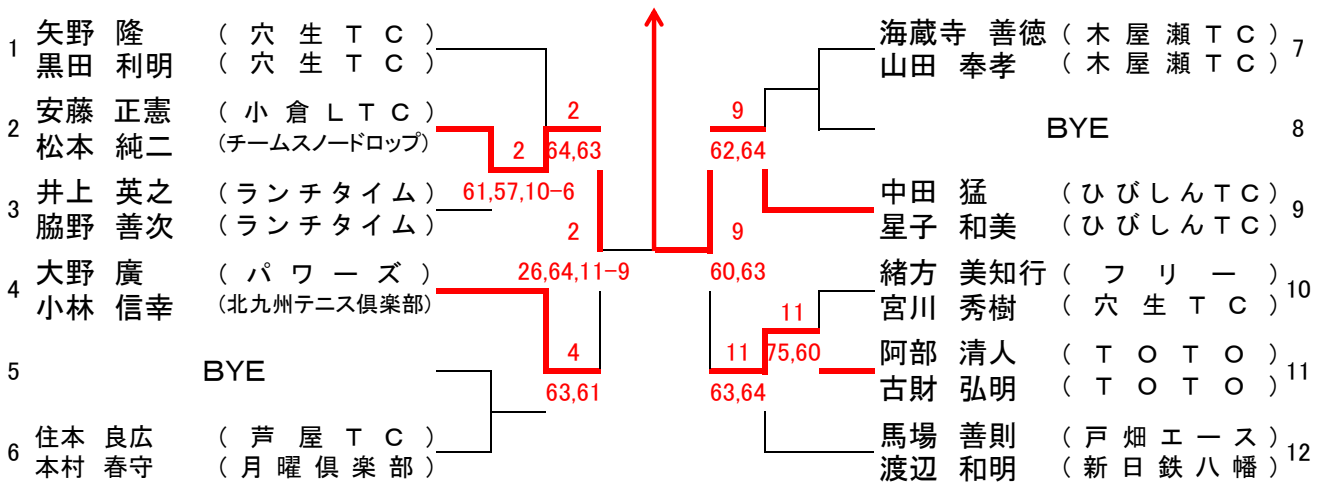 1 矢野 隆 (穴生TC)
黒田 利明 (穴生TC)
2 安藤 正憲 (小倉LTC)
松本 純二 (チームスノードロップ)
3 井上 英之 (ランチタイム)
脇野 善次 (ランチタイム)
4 大野 廣 (パワーズ)
小林 信幸 (北九州テニス倶楽部)
5 BYE
6 住本 良広 (芦屋TC)
本村 春守 (月曜倶楽部)
2
64,63
2
61,57,10-6
2
26,64,11-9
4
63,61
9
62,64
9
60,63
11
75,60
11
63,64
海蔵寺 善徳 (木屋瀬TC) 7
山田 奉孝 (木屋瀬TC)
BYE 8
中田 猛 (ひびしんTC) 9
星子 和美 (ひびしんTC)
緒方 美知行 (フリー) 10
宮川 秀樹 (穴生TC)
阿部 清人 (TOTO) 11
古財 弘明 (TOTO)
馬場 善則 (戸畑エース) 12
渡辺 和明 (新日鉄八幡)